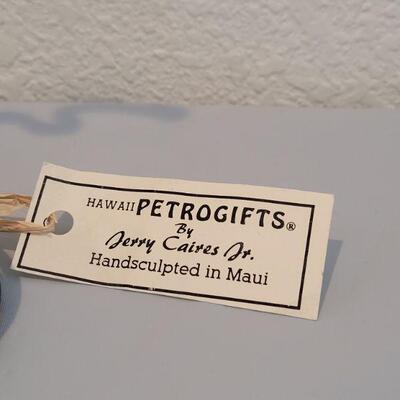 HAWAII PETROGIFTS®
By
Jerry Caires Jr.
Handsculpted in Maui